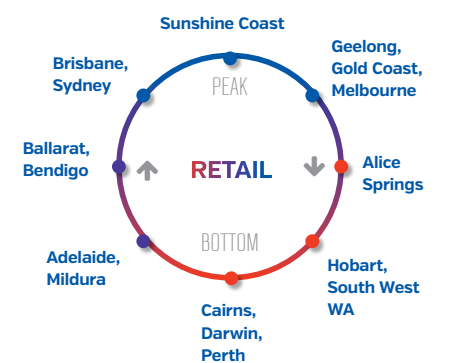 Sunshine Coast
Geelong,
Gold Coast,
Melbourne
Brisbane,
Sydney
PEAK
Ballarat,
Bendigo
RETAIL
Alice
Springs
BOTTOM
Adelaide,
Mildura
Hobart,
South West
WA
Cairns,
Darwin,
Perth